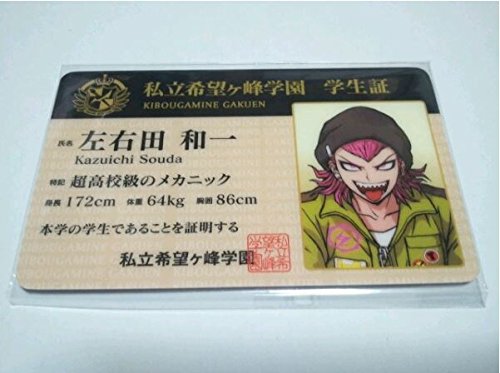 私立希望ヶ峰学園 学生証
KIBOUGAMINE GAKUEN
氏名 左右田 和一
Kazuichi Souda
特記 超高校級のメカニック
身長 172cm 体重 64kg 胸囲 86cm
本学の学生であることを証明する
私立希望ヶ峰学園